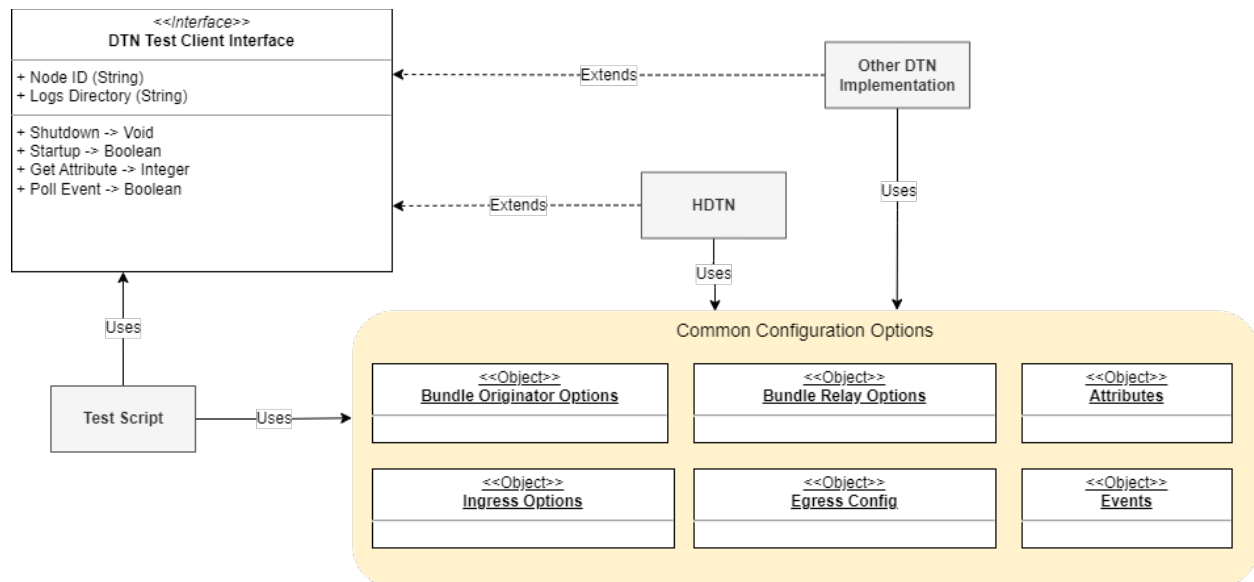 <<Interface>>
DTN Test Client Interface
+ Node ID (String)
+ Logs Directory (String)
+ Shutdown -> Void
+ Startup -> Boolean
+ Get Attribute -> Integer
+ Poll Event -> Boolean
Extends
Other DTN
Implementation
Extends
HDTN
Uses
Uses
Uses
Test Script
Uses
Common Configuration Options
<<Object>>
Bundle Originator Options
<<Object>>
Bundle Relay Options
<<Object>>
Attributes
<<Object>>
Ingress Options
<<Object>>
Egress Config
<<Object>>
Events